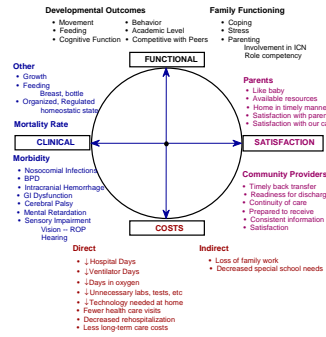 Developmental Outcomes
• Movement
• Feeding
• Cognitive Function
• Behavior
• Academic Level
• Competitive with Peers
Family Functioning
• Coping
• Stress
• Parenting
Involvement in ICN
Role competency
FUNCTIONAL
Other
• Growth
• Feeding
Breast, bottle
• Organized, Regulated
homeostatic state
Mortality Rate
CLINICAL
Morbidity
• Nosocomial Infections
• BPD
• Intracranial Hemorrhage
• GI Dysfunction
• Cerebral Palsy
• Mental Retardation
• Sensory Impairment
Vision -- ROP
Hearing
Parents
• Like baby
• Available resources
• Home in timely manne
• Satisfaction with paren
• Satisfaction with our ca
SATISFACTION
Community Providers
• Timely back transfer
• Readiness for discharg
• Continuity of care
• Prepared to receive
• Consistent information
• Satisfaction
COSTS
Direct
• ↓Hospital Days
• ↓Ventilator Days
• ↓Days in oxygen
• ↓Unnecessary labs, tests, etc
• ↓Technology needed at home
• Fewer health care visits
• Decreased rehospitalization
• Less long-term care costs
Indirect
• Loss of family work
• Decreased special school needs